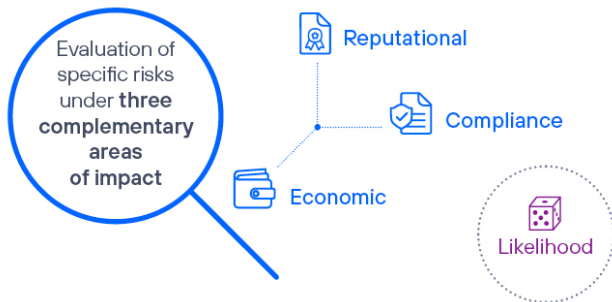 Evaluation of
specific risks
under three
complementary
areas
of impact
Reputational
Compliance
Economic
Likelihood